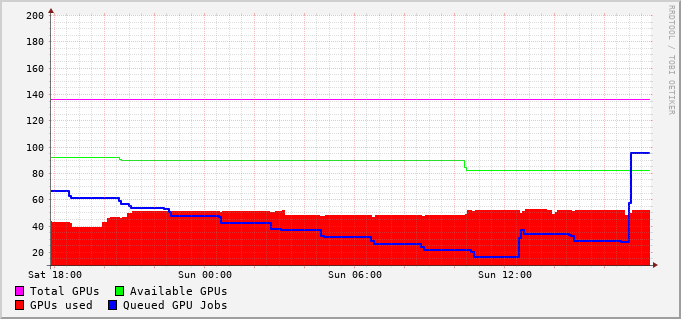 200
180
160
140
120
100
80
60
40
20
Sat 18:00 Sun 00:00 Sun 06:00 Sun 12:00
Total GPUs Available GPUs
GPUs used Queued GPU Jobs
RRDTOOL / TOBI OETIKER